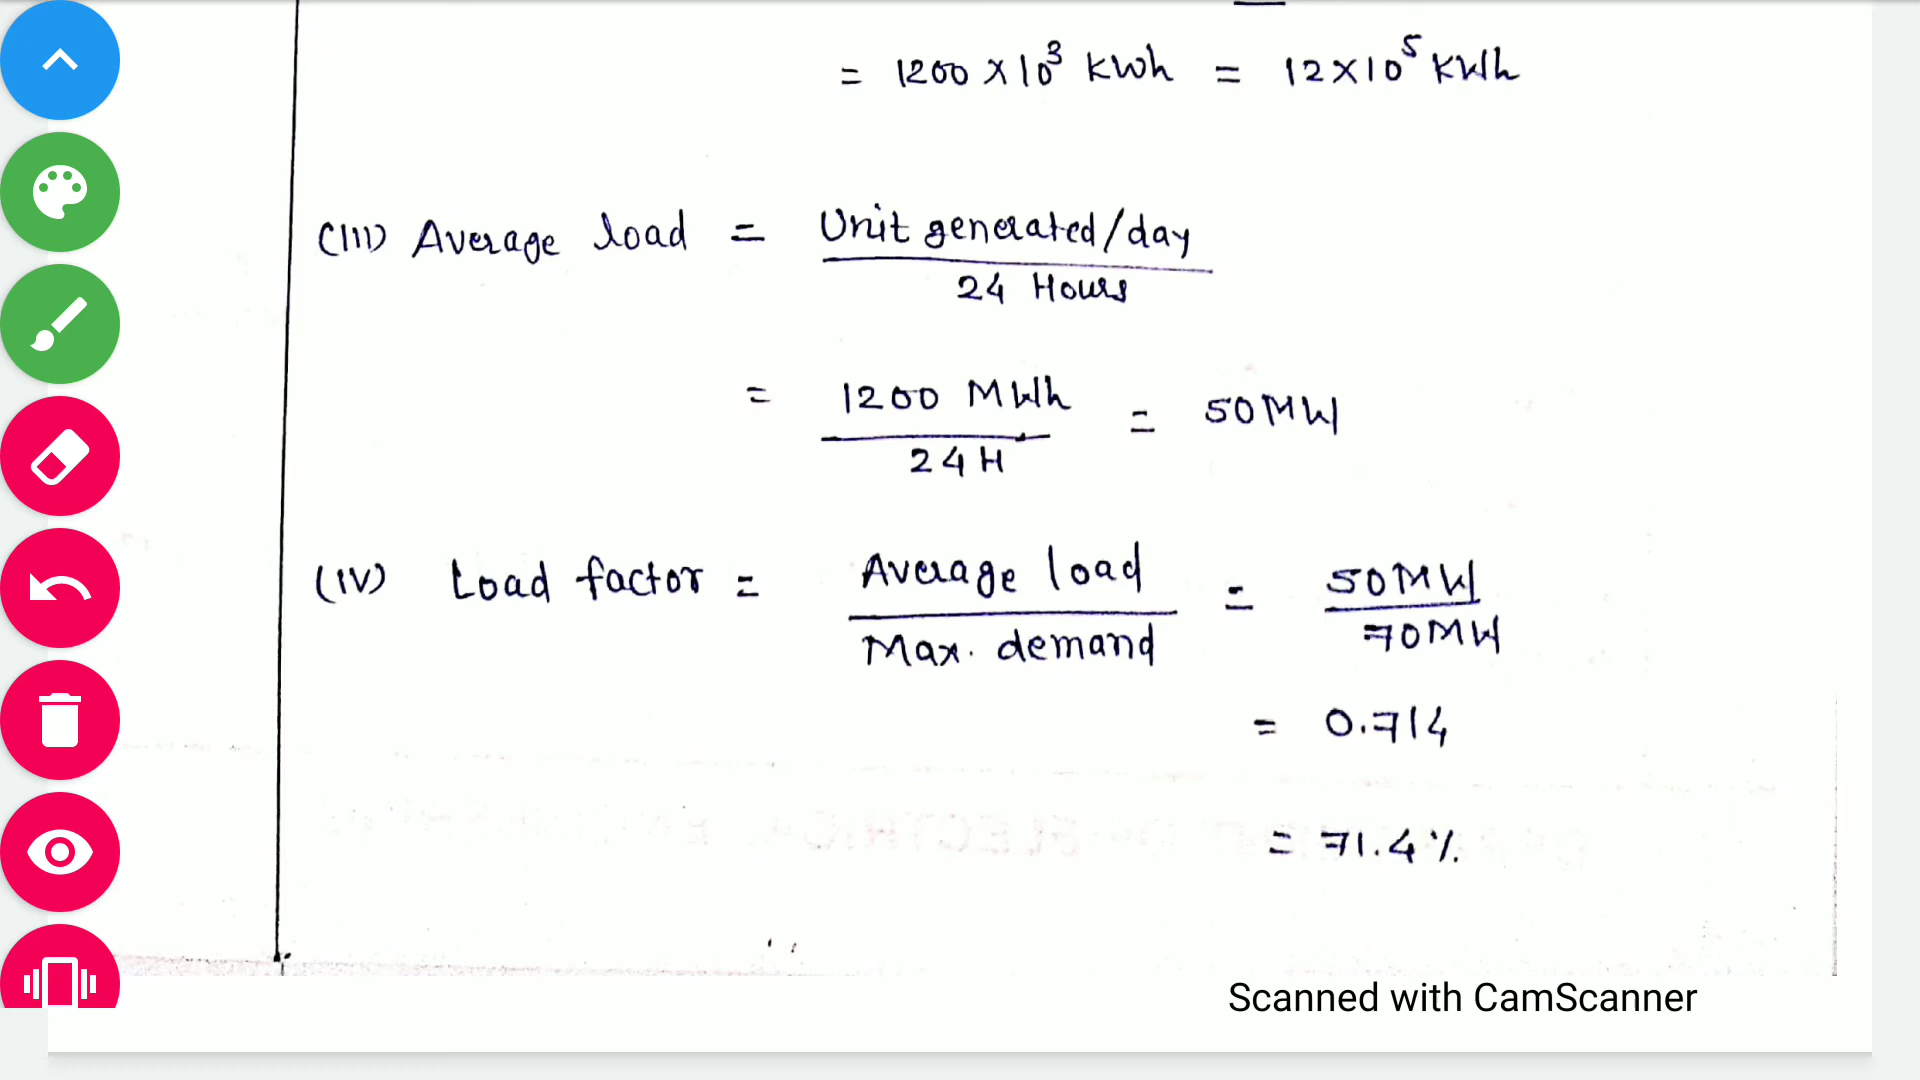 = 1200 × 10³ kWh = 12×10⁵ kWh
(iii) Average load = Unit generated/day
24 Hours
= 1200 MWh = 50MW
24H
(iv) Load factor = Average load = 50MW
Max. demand 70MW
= 0.714
= 71.4%
Scanned with CamScanner